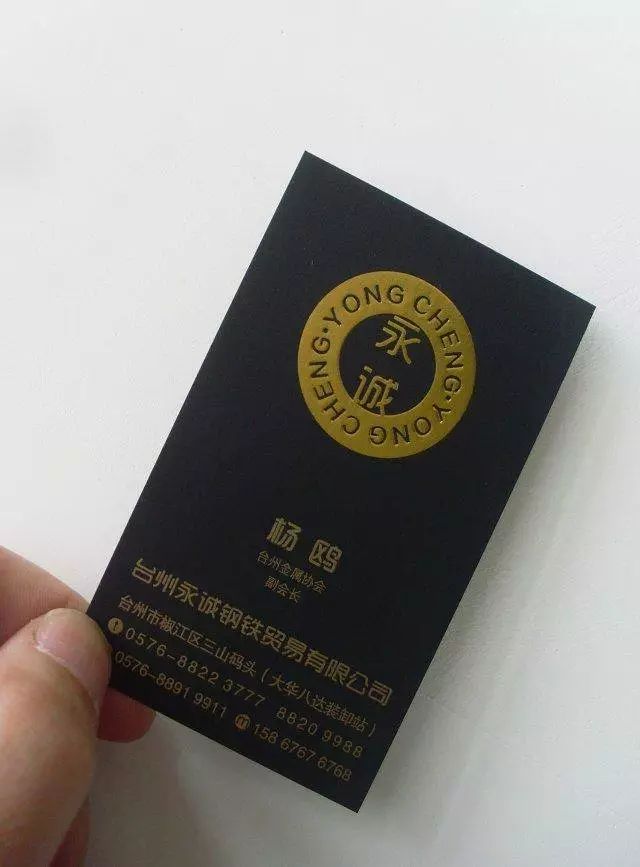 YONG CHENG·YONG CHENG·
永
诚
杨 鸥
台州金属协会
副会长
台州永诚钢铁贸易有限公司
台州市椒江区三山码头(大华八达装卸站)
0576-8822 3777 8820 9988
0576-8891 9911 158 6767 6768